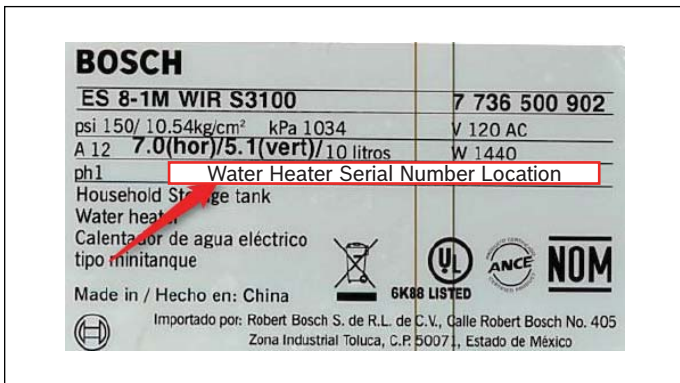 BOSCH
ES 8-1M WIR S3100 7 736 500 902
psi 150/ 10.54kg/cm² kPa 1034 V 120 AC
A 12 7.0(hor)/5.1(vert)/10 litros W 1440
ph1 Water Heater Serial Number Location
Household ge tank
Water heater
Calentador de agua eléctrico
tipo minitanque
UL
ANCE
NOM
Made in / Hecho en: China 6K88 LISTED
Importado por: Robert Bosch S. de R.L. de C.V., Calle Robert Bosch No. 405
Zona Industrial Toluca, C.P. 50071, Estado de México